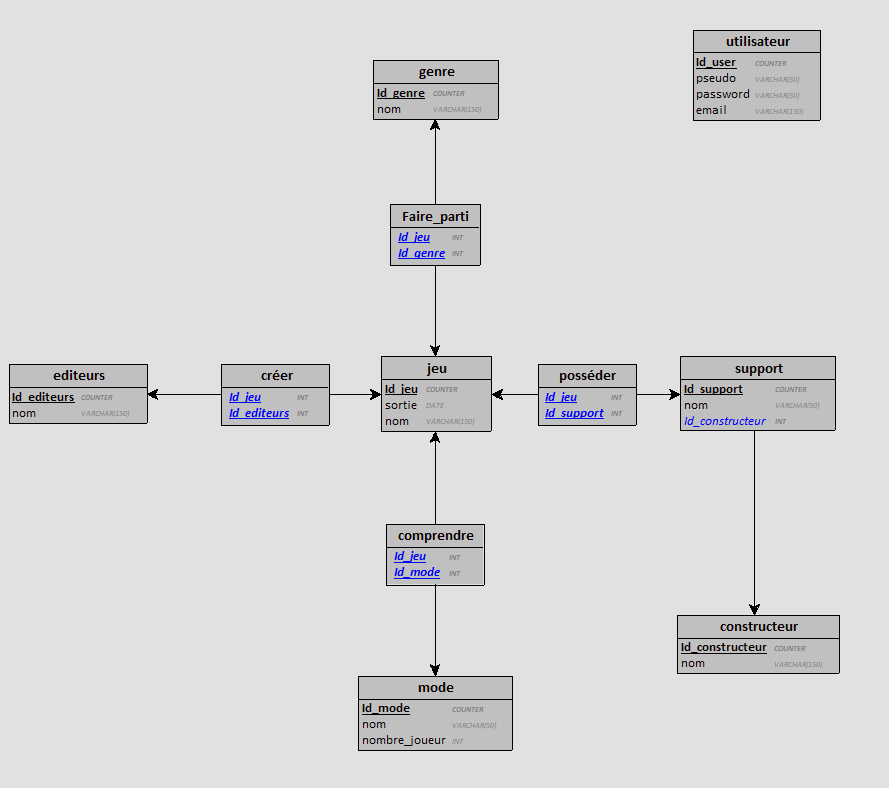 utilisateur
Id_user COUNTER
pseudo VARCHAR(50)
password VARCHAR(50)
email VARCHAR(150)
genre
Id_genre COUNTER
nom VARCHAR(150)
Faire_parti
Id_jeu INT
Id_genre INT
editeurs
Id_editeurs COUNTER
nom VARCHAR(150)
créer
Id_jeu INT
Id_editeurs INT
jeu
Id_jeu COUNTER
sortie DATE
nom VARCHAR(150)
posséder
Id_jeu INT
Id_support INT
support
Id_support COUNTER
nom VARCHAR(50)
Id_constructeur INT
comprendre
Id_jeu INT
Id_mode INT
constructeur
Id_constructeur COUNTER
nom VARCHAR(150)
mode
Id_mode COUNTER
nom VARCHAR(50)
nombre_joueur INT